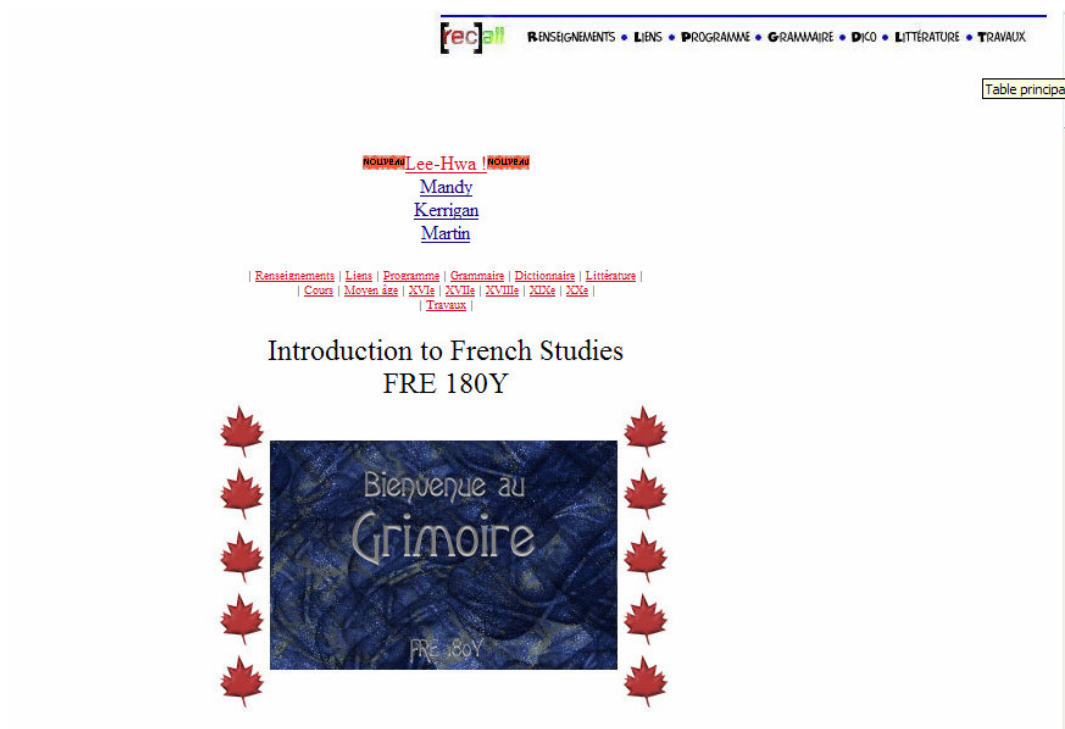 [rec]all RENSEIGNEMENTS • LIENS • PROGRAMME • GRAMMAIRE • DICO • LITTÉRATURE • TRAVAUX
Table principa
NOUVEAU Lee-Hwa ! NOUVEAU
Mandy
Kerrigan
Martin
| Renseignements | Liens | Programme | Grammaire | Dictionnaire | Littérature |
| Cours | Moyen âge | XVIe | XVIIe | XVIIIe | XIXe | XXe |
| Travaux |
Introduction to French Studies
FRE 180Y
Bienvenue au
Grimoire
FRE 180Y